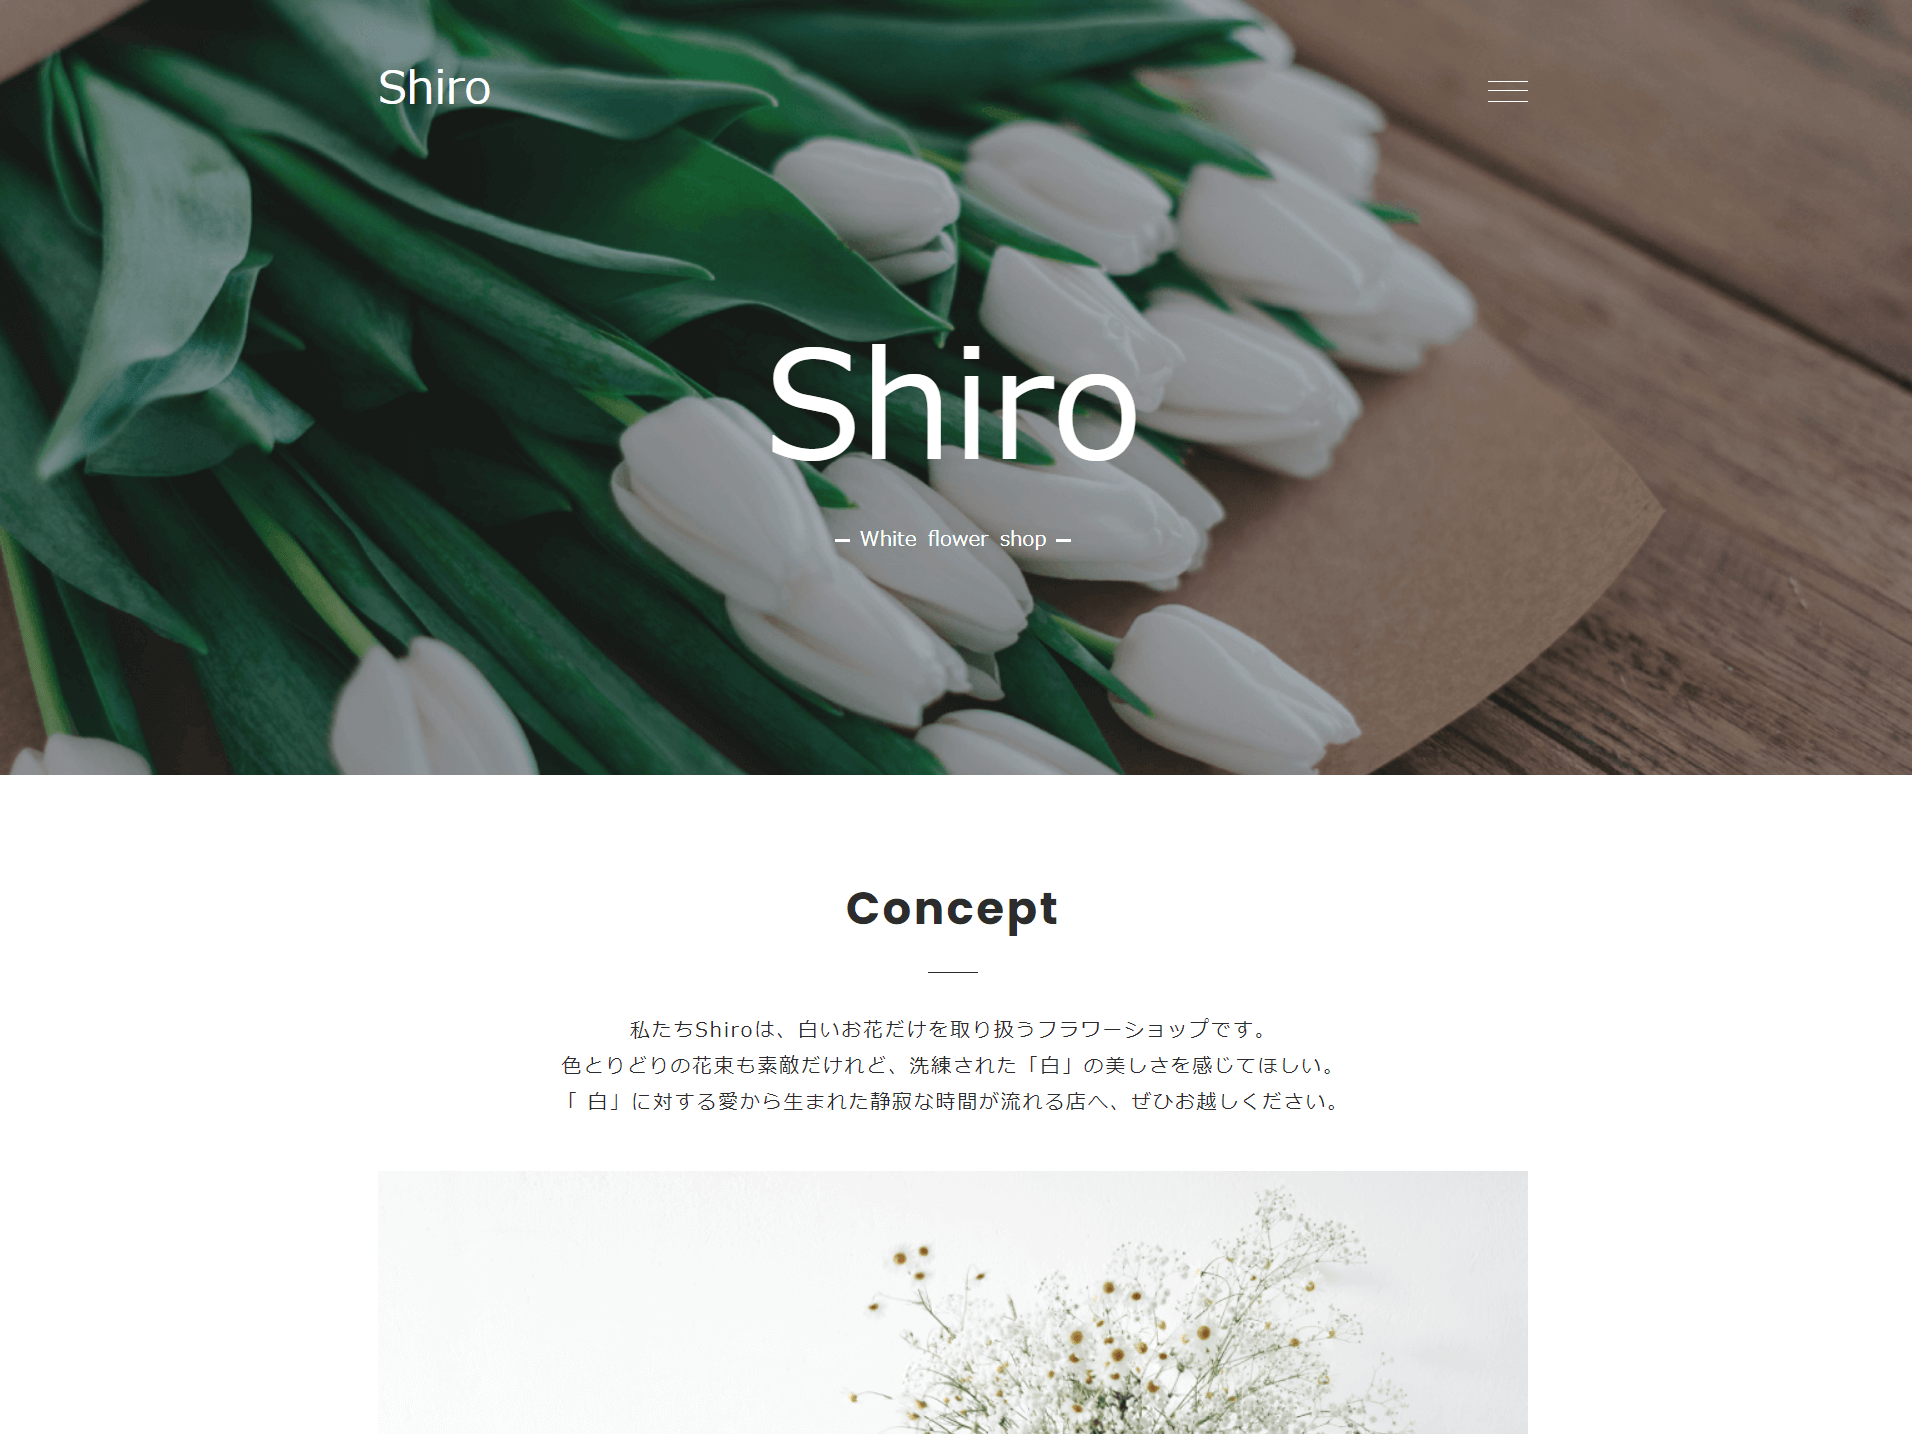 Shiro
Shiro
– White flower shop –
Concept
私たちShiroは、白いお花だけを取り扱うフラワーショップです。
色とりどりの花束も素敵だけれど、洗練された「白」の美しさを感じてほしい。
「 白」に対する愛から生まれた静寂な時間が流れる店へ、ぜひお越しください。